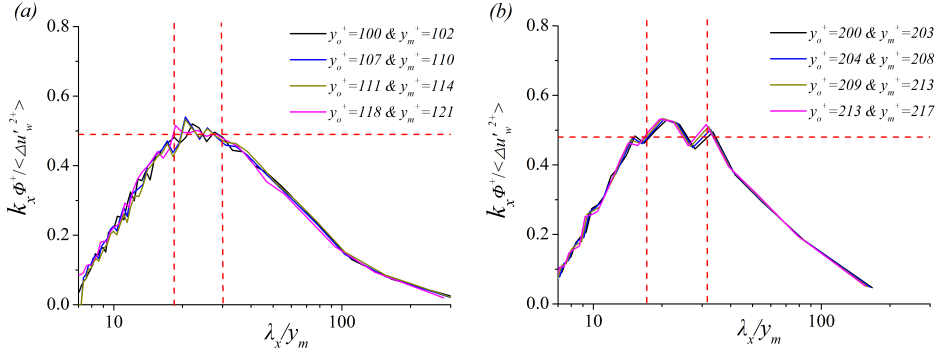 (a)
y_o^+=100 & y_m^+=102
y_o^+=107 & y_m^+=110
y_o^+=111 & y_m^+=114
y_o^+=118 & y_m^+=121
k_x Φ^+/<Δu'_w^{2+}>
0.8
0.6
0.4
0.2
0.0
10
100
λ_x/y_m
(b)
y_o^+=200 & y_m^+=203
y_o^+=204 & y_m^+=208
y_o^+=209 & y_m^+=213
y_o^+=213 & y_m^+=217
k_x Φ^+/<Δu'_w^{2+}>
0.8
0.6
0.4
0.2
0.0
10
100
λ_x/y_m